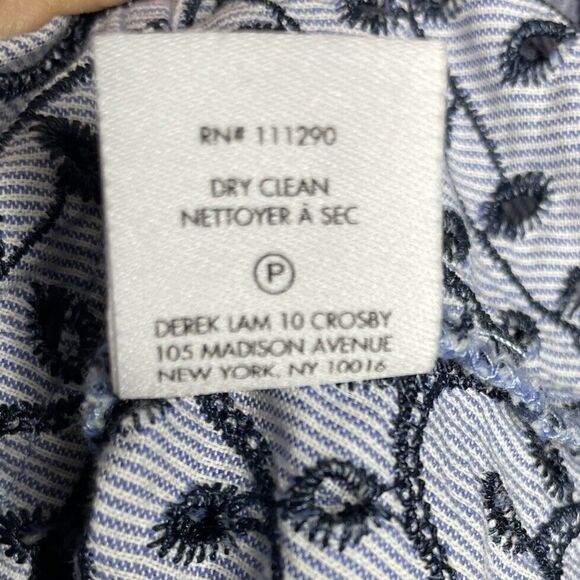 RN# 111290
DRY CLEAN
NETTOYER À SEC
P
DEREK LAM 10 CROSBY
105 MADISON AVENUE
NEW YORK, NY 10016